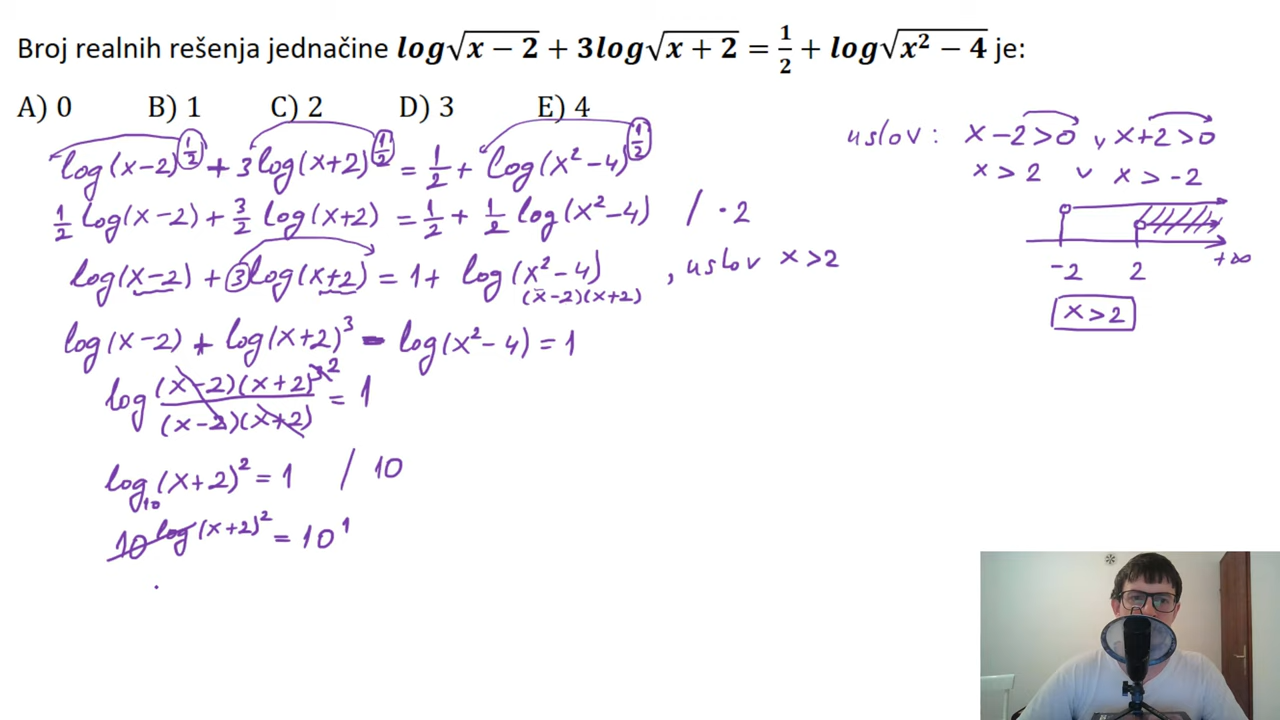 Broj realnih rešenja jednačine log√(x − 2) + 3log√(x + 2) = 1/2 + log√(x² − 4) je:
A) 0 B) 1 C) 2 D) 3 E) 4
log(x−2)^(1/2) + 3log(x+2)^(1/2) = 1/2 + log(x²−4)^(1/2)
1/2 log(x−2) + 3/2 log(x+2) = 1/2 + 1/2 log(x²−4) / · 2
log(x−2) + 3log(x+2) = 1 + log(x²−4) , uslov x>2
(x−2)(x+2)
log(x−2) + log(x+2)³ − log(x²−4) = 1
log (x−2)(x+2)³ ² / (x−2)(x+2) = 1
log₁₀(x+2)² = 1 / 10
10^log(x+2)² = 10¹
uslov: x−2>0 ∨ x+2>0
x>2 ∨ x>−2
−2 2 +∞
x>2